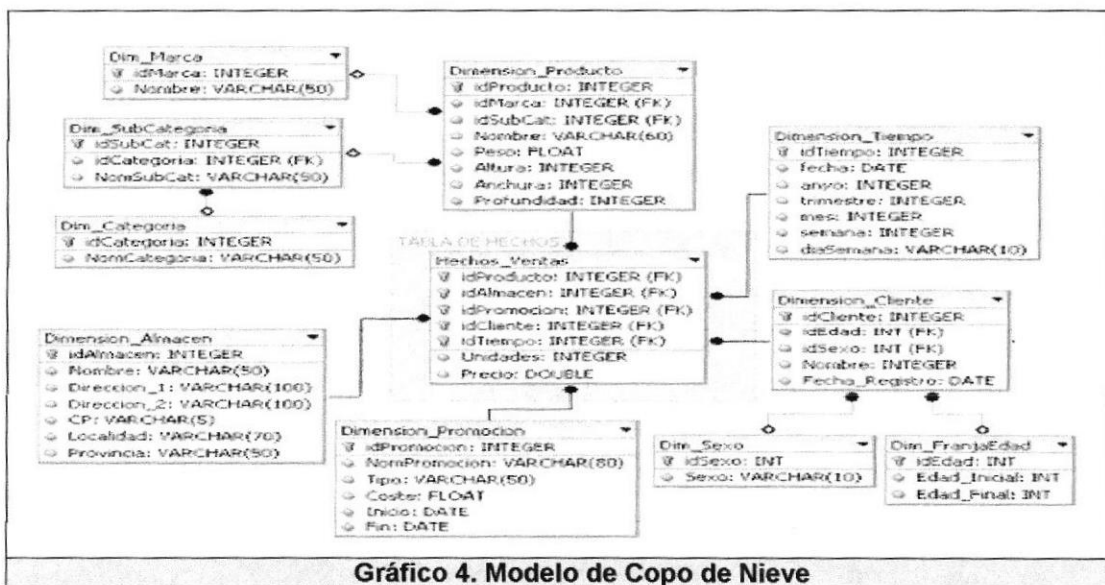 Dim_Marca
idMarca: INTEGER
Nombre: VARCHAR(50)
Dim_SubCategoria
idSubCat: INTEGER
idCategoria: INTEGER (FK)
NomSubCat: VARCHAR(50)
Dim_Categoria
idCategoria: INTEGER
NomCategoria: VARCHAR(50)
Dimension_Producto
idProducto: INTEGER
idMarca: INTEGER (FK)
idSubCat: INTEGER (FK)
Nombre: VARCHAR(60)
Peso: FLOAT
Altura: INTEGER
Anchura: INTEGER
Profundidad: INTEGER
Dimension_Tiempo
idTiempo: INTEGER
fecha: DATE
anyo: INTEGER
trimestre: INTEGER
mes: INTEGER
semana: INTEGER
diaSemana: VARCHAR(10)
TABLA DE HECHOS
Hechos_Ventas
idProducto: INTEGER (FK)
idAlmacen: INTEGER (FK)
idPromocion: INTEGER (FK)
idCliente: INTEGER (FK)
idTiempo: INTEGER (FK)
Unidades: INTEGER
Precio: DOUBLE
Dimension_Cliente
idCliente: INTEGER
idEdad: INT (FK)
idSexo: INT (FK)
Nombre: INTEGER
Fecha_Registro: DATE
Dimension_Almacen
idAlmacen: INTEGER
Nombre: VARCHAR(50)
Direccion_1: VARCHAR(100)
Direccion_2: VARCHAR(100)
CP: VARCHAR(5)
Localidad: VARCHAR(70)
Provincia: VARCHAR(50)
Dimension_Promocion
idPromocion: INTEGER
NomPromocion: VARCHAR(80)
Tipo: VARCHAR(50)
Coste: FLOAT
Inicio: DATE
Fin: DATE
Dim_Sexo
idSexo: INT
Sexo: VARCHAR(10)
Dim_FranjaEdad
idEdad: INT
Edad_Inicial: INT
Edad_Final: INT
Gráfico 4. Modelo de Copo de Nieve